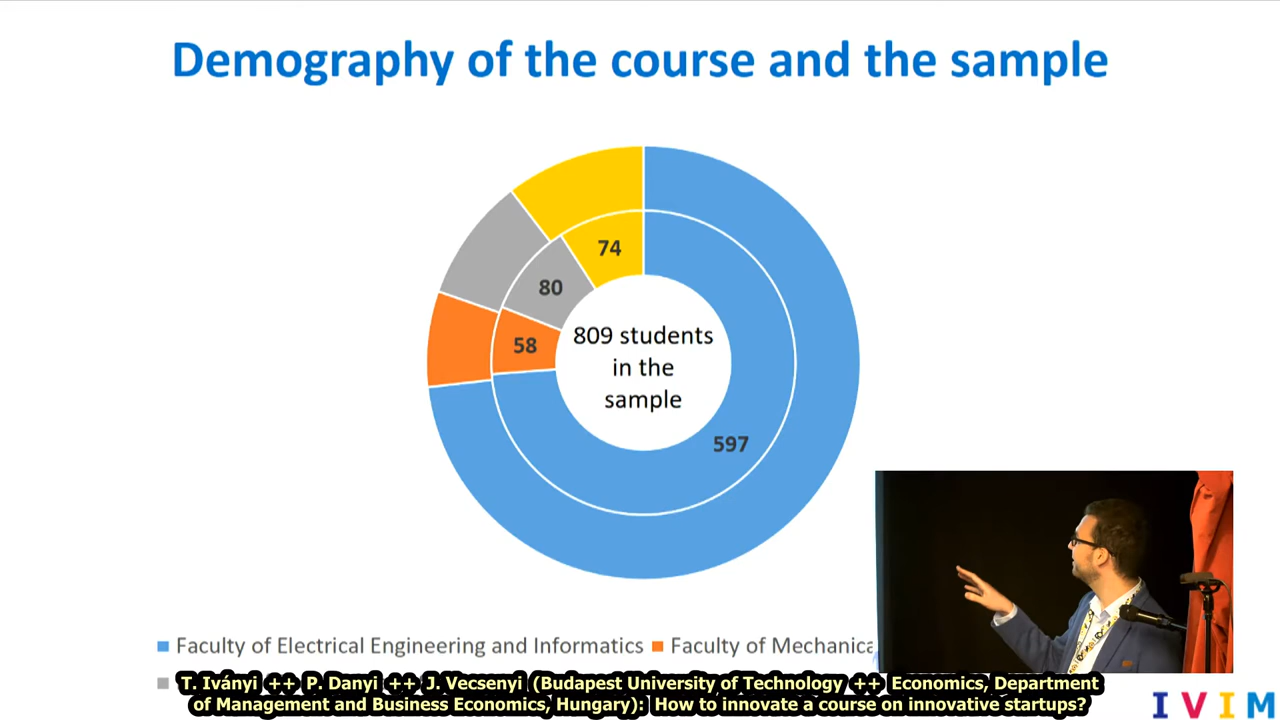 Demography of the course and the sample
74
80
58
809 students
in the
sample
597
Faculty of Electrical Engineering and Informatics
Faculty of
T. Iványi ++ P. Danyi ++ J. Vecsenyi (Budapest University of Technology ++ Economics, Department
of Management and Business Economics, Hungary): How to innovate a course on innovative startups?
I V I M